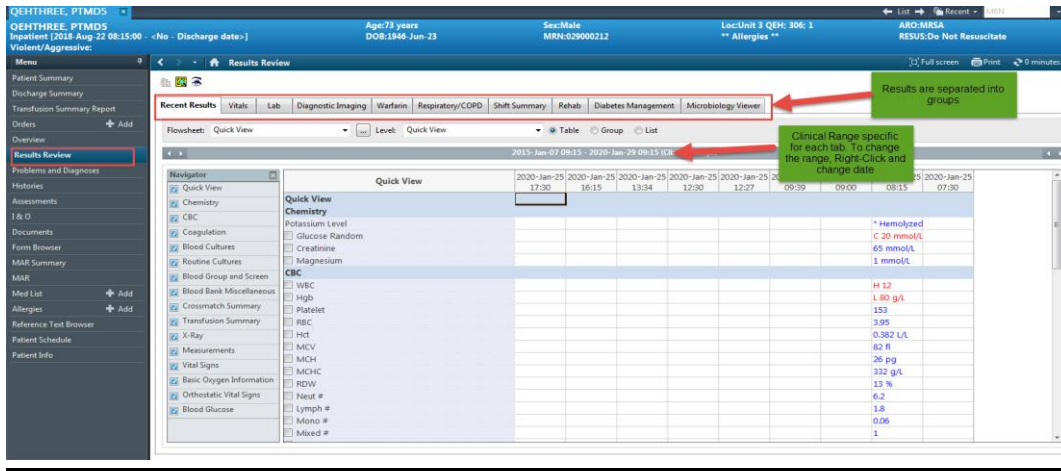 QEHTHREE, PTMD5
List Recent MRN
QEHTHREE, PTMD5 Age:73 years Sex:Male Loc:Unit 3 QEH; 306; 1 ARO:MRSA
Inpatient [2018-Aug-22 08:15:00 - <No - Discharge date>] DOB:1946-Jun-23 MRN:029000212 ** Allergies ** RESUS:Do Not Resuscitate
Violent/Aggressive:
Menu Results Review Full screen Print 0 minutes
Patient Summary
Discharge Summary
Transfusion Summary Report
Orders Add
Overview
Results Review
Problems and Diagnoses
Histories
Assessments
I & O
Documents
Form Browser
MAR Summary
MAR
Med List Add
Allergies Add
Reference Text Browser
Patient Schedule
Patient Info
Recent Results Vitals Lab Diagnostic Imaging Warfarin Respiratory/COPD Shift Summary Rehab Diabetes Management Microbiology Viewer
Results are separated into
groups
Flowsheet: Quick View ... Level: Quick View Table Group List
Clinical Range specific
for each tab. To change
the range, Right-Click and
change date
2015-Jan-07 09:15 - 2020-Jan-29 09:15
Navigator
Quick View
Chemistry
CBC
Coagulation
Blood Cultures
Routine Cultures
Blood Group and Screen
Blood Bank Miscellaneous
Crossmatch Summary
Transfusion Summary
X-Ray
Measurements
Vital Signs
Basic Oxygen Information
Orthostatic Vital Signs
Blood Glucose
Quick View
2020-Jan-25 2020-Jan-25 2020-Jan-25 2020-Jan-25 2020-Jan-25 2020-Jan-25
17:30 16:15 13:34 12:30 12:27 09:39 09:00 08:15 07:30
Quick View
Chemistry
Potassium Level * Hemolyzed
Glucose Random C 20 mmol/L
Creatinine 65 mmol/L
Magnesium 1 mmol/L
CBC
WBC H 12
Hgb L 80 g/L
Platelet 153
RBC 3.95
Hct 0.382 L/L
MCV 82 fl
MCH 26 pg
MCHC 332 g/L
RDW 13 %
Neut # 6.2
Lymph # 1.8
Mono # 0.06
Mixed # 1